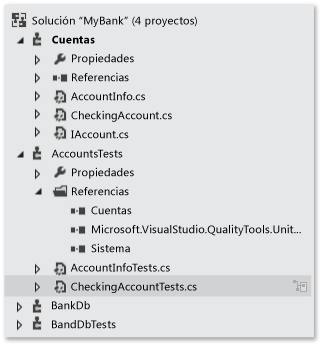 Solución "MyBank" (4 proyectos)
Cuentas
Propiedades
Referencias
AccountInfo.cs
CheckingAccount.cs
IAccount.cs
AccountsTests
Propiedades
Referencias
Cuentas
Microsoft.VisualStudio.QualityTools.Unit...
Sistema
AccountInfoTests.cs
CheckingAccountTests.cs
BankDb
BandDbTests